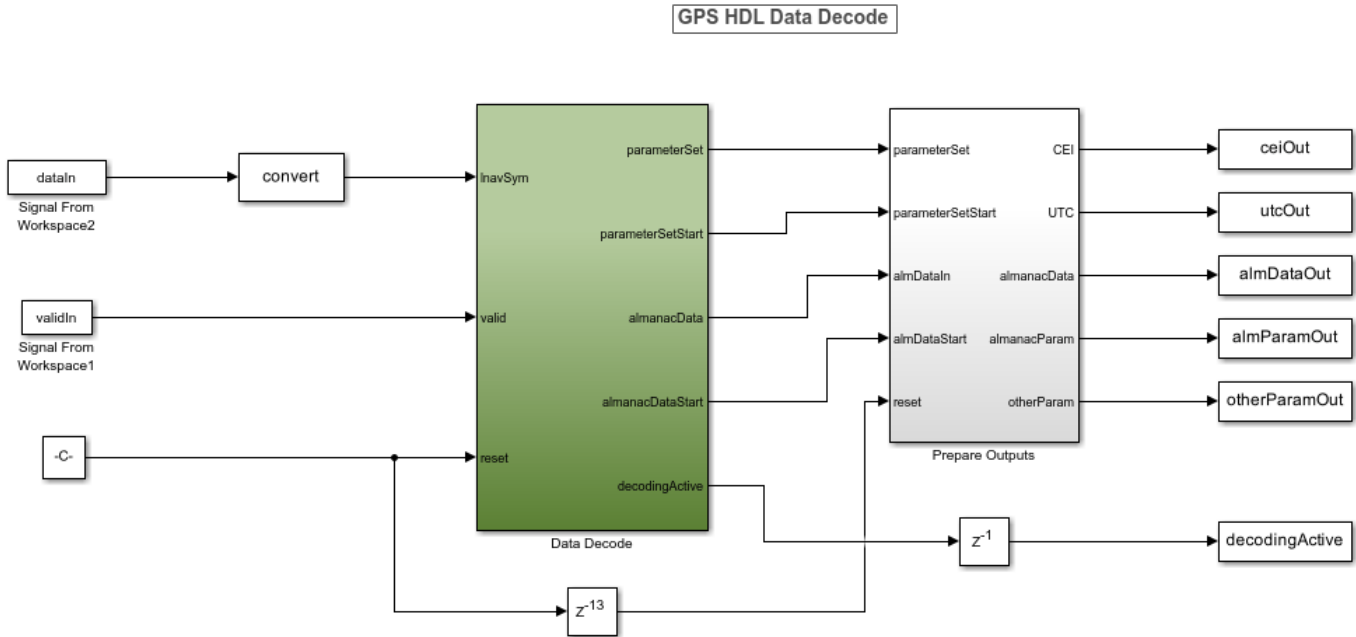 GPS HDL Data Decode
dataIn
Signal From
Workspace2
convert
validIn
Signal From
Workspace1
-C-
lnavSym
valid
reset
parameterSet
parameterSetStart
almanacData
almanacDataStart
decodingActive
Data Decode
z-13
parameterSet
parameterSetStart
almDataIn
almDataStart
reset
CEI
UTC
almanacData
almanacParam
otherParam
Prepare Outputs
z-1
ceiOut
utcOut
almDataOut
almParamOut
otherParamOut
decodingActive